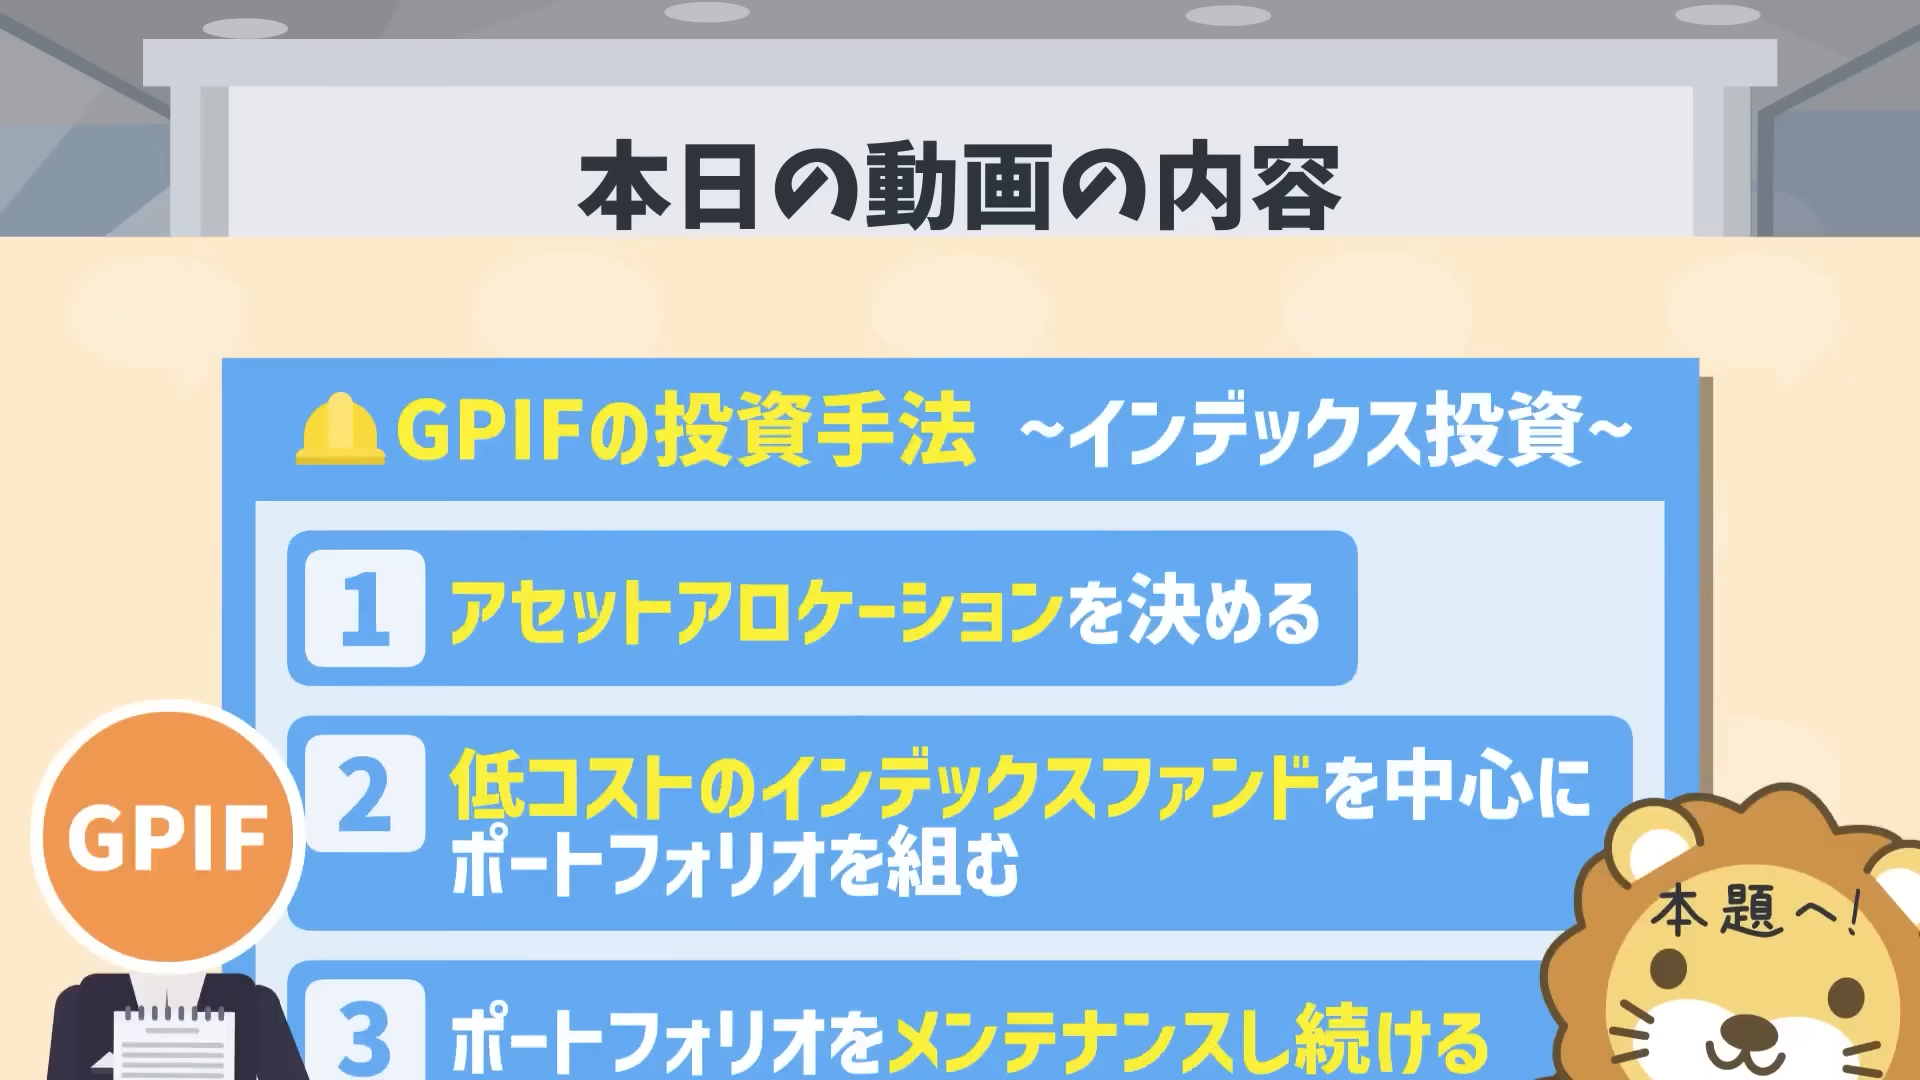 本日の動画の内容
GPIFの投資手法 ~インデックス投資~
1 アセットアロケーションを決める
2 低コストのインデックスファンドを中心に
ポートフォリオを組む
3 ポートフォリオをメンテナンスし続ける
GPIF
本題へ!